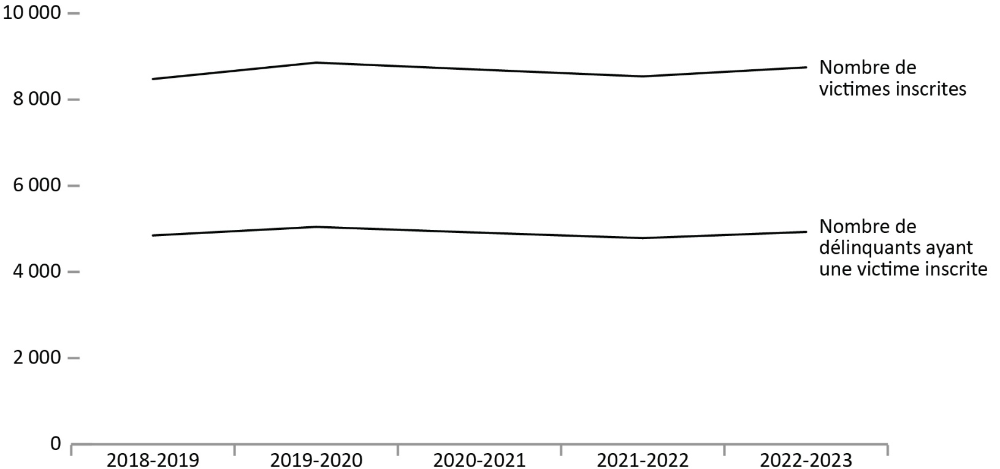 10 000
Nombre de
victimes inscrites
8 000
6 000
Nombre de
délinquants ayant
une victime inscrite
4 000
2 000
0
2018-2019 2019-2020 2020-2021 2021-2022 2022-2023